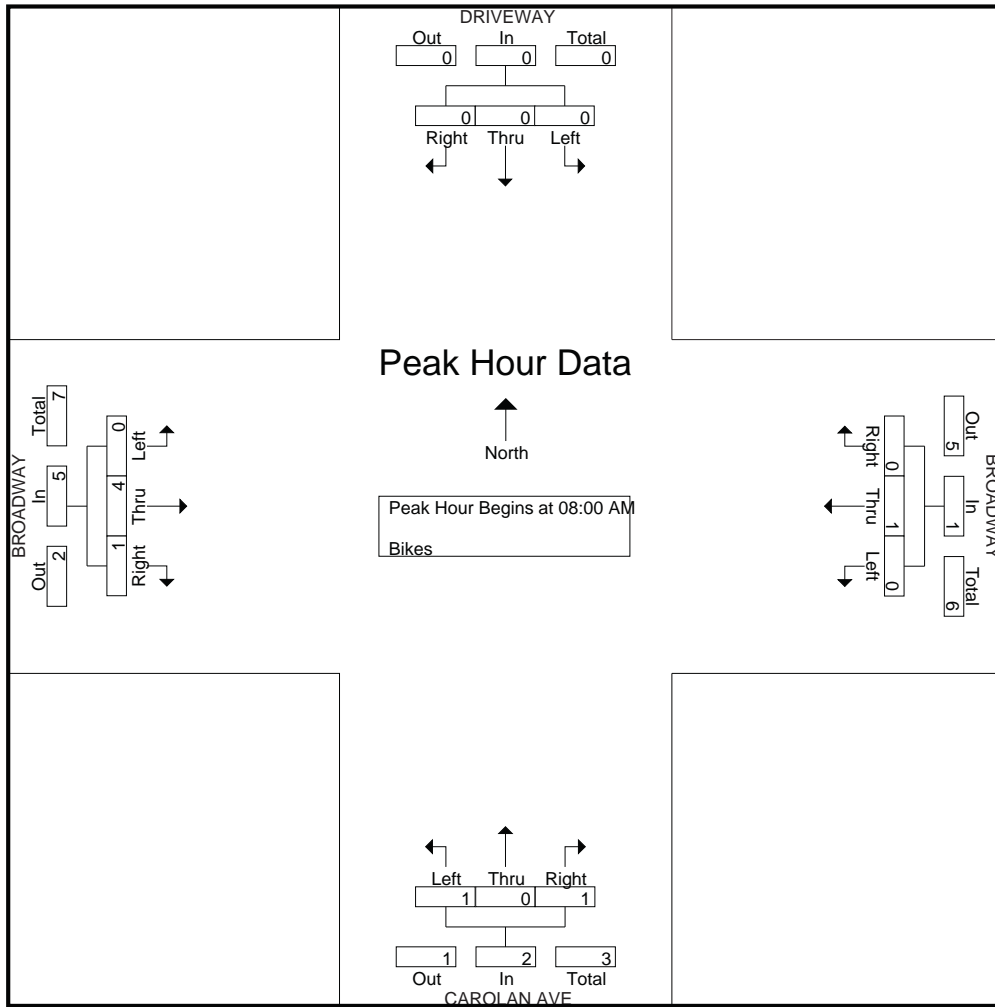 DRIVEWAY
Out In Total
0 0 0
0 0 0
Right Thru Left
Peak Hour Data
North
Peak Hour Begins at 08:00 AM
Bikes
BROADWAY
Out In Total
2 5 7
Left Thru Right
0 4 1
BROADWAY
Out In Total
5 1 6
Right Thru Left
0 1 0
Left Thru Right
1 0 1
1 2 3
Out In Total
CAROLAN AVE